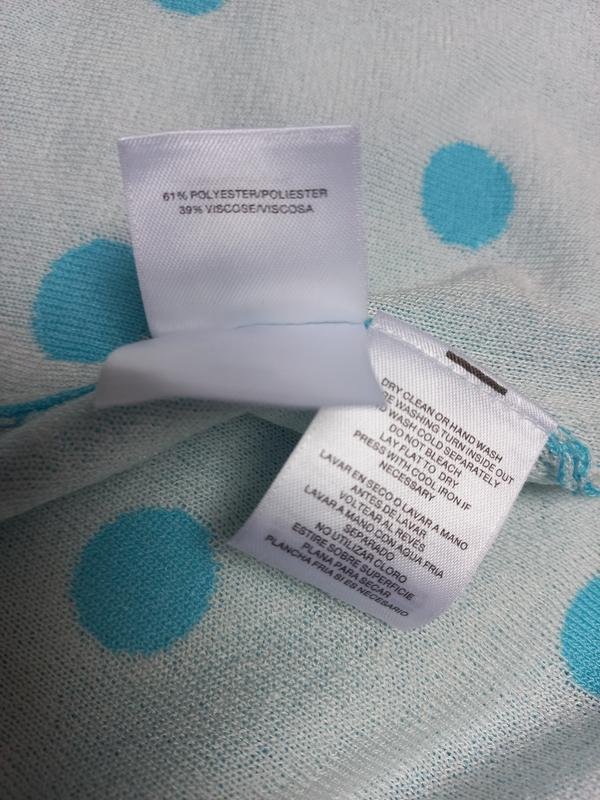 61% POLYESTER/POLIESTER
39% VISCOSE/VISCOSA
DRY CLEAN OR HAND WASH
WASHING TURN INSIDE OUT
WASH COLD SEPARATELY
DO NOT BLEACH
LAY FLAT TO DRY
PRESS WITH COOL IRON IF
NECESSARY
LAVAR EN SECO O LAVAR A MANO
ANTES DE LAVAR
VOLTEAR AL REVÉS
LAVAR A MANO/CON AGUA FRIA
SEPARADO
NO UTILIZAR CLORO
ESTIRE SOBRE SUPERFICIE
PLANA PARA SECAR
PLANCHA FRIA SI ES NECESARIO